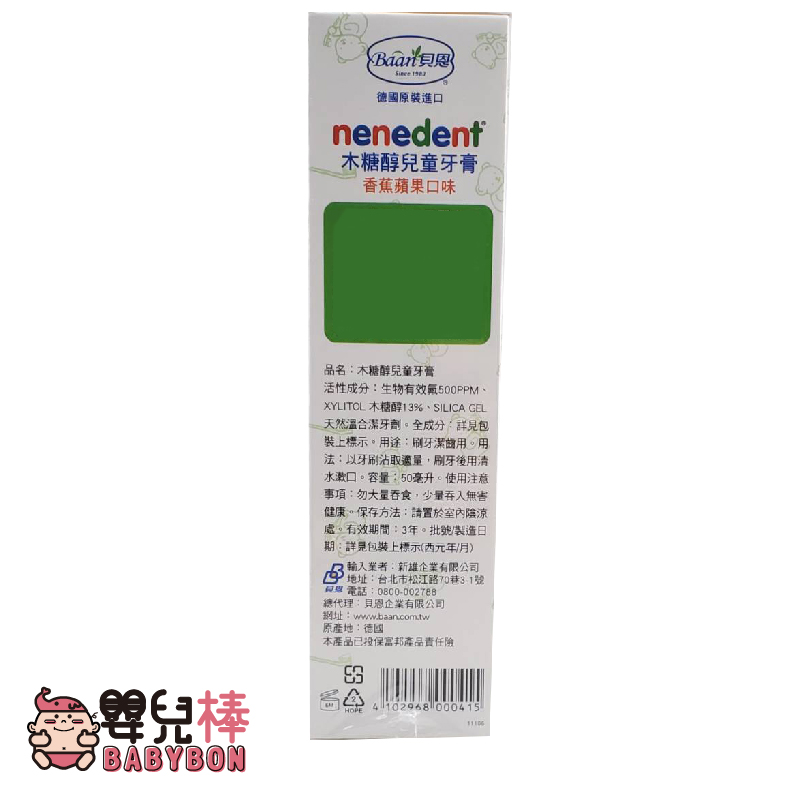 Baan貝恩
Since 1983
德國原裝進口
nenedent®
木糖醇兒童牙膏
香蕉蘋果口味
品名：木糖醇兒童牙膏
活性成分：生物有效氟500PPM、
XYLITOL 木糖醇13%、SILICA GEL
天然溫合潔牙劑。全成分：詳見包
裝上標示。用途：刷牙潔齒用。用
法：以牙刷沾取適量，刷牙後用清
水漱口。容量：50毫升。使用注意
事項：勿大量吞食，少量吞入無害
健康。保存方法：請置於室內陰涼
處。有效期間：3年。批號/製造日
期：詳見包裝上標示(西元年/月)
貝恩
輸入業者：新雄企業有限公司
地址：台北市松江路70巷3-1號
電話：0800-002788
總代理：貝恩企業有限公司
網址：www.baan.com.tw
原產地：德國
本產品已投保富邦產品責任險
6M
2
HDPE
4 102968 000415
11106
嬰兒棒
BABYBON